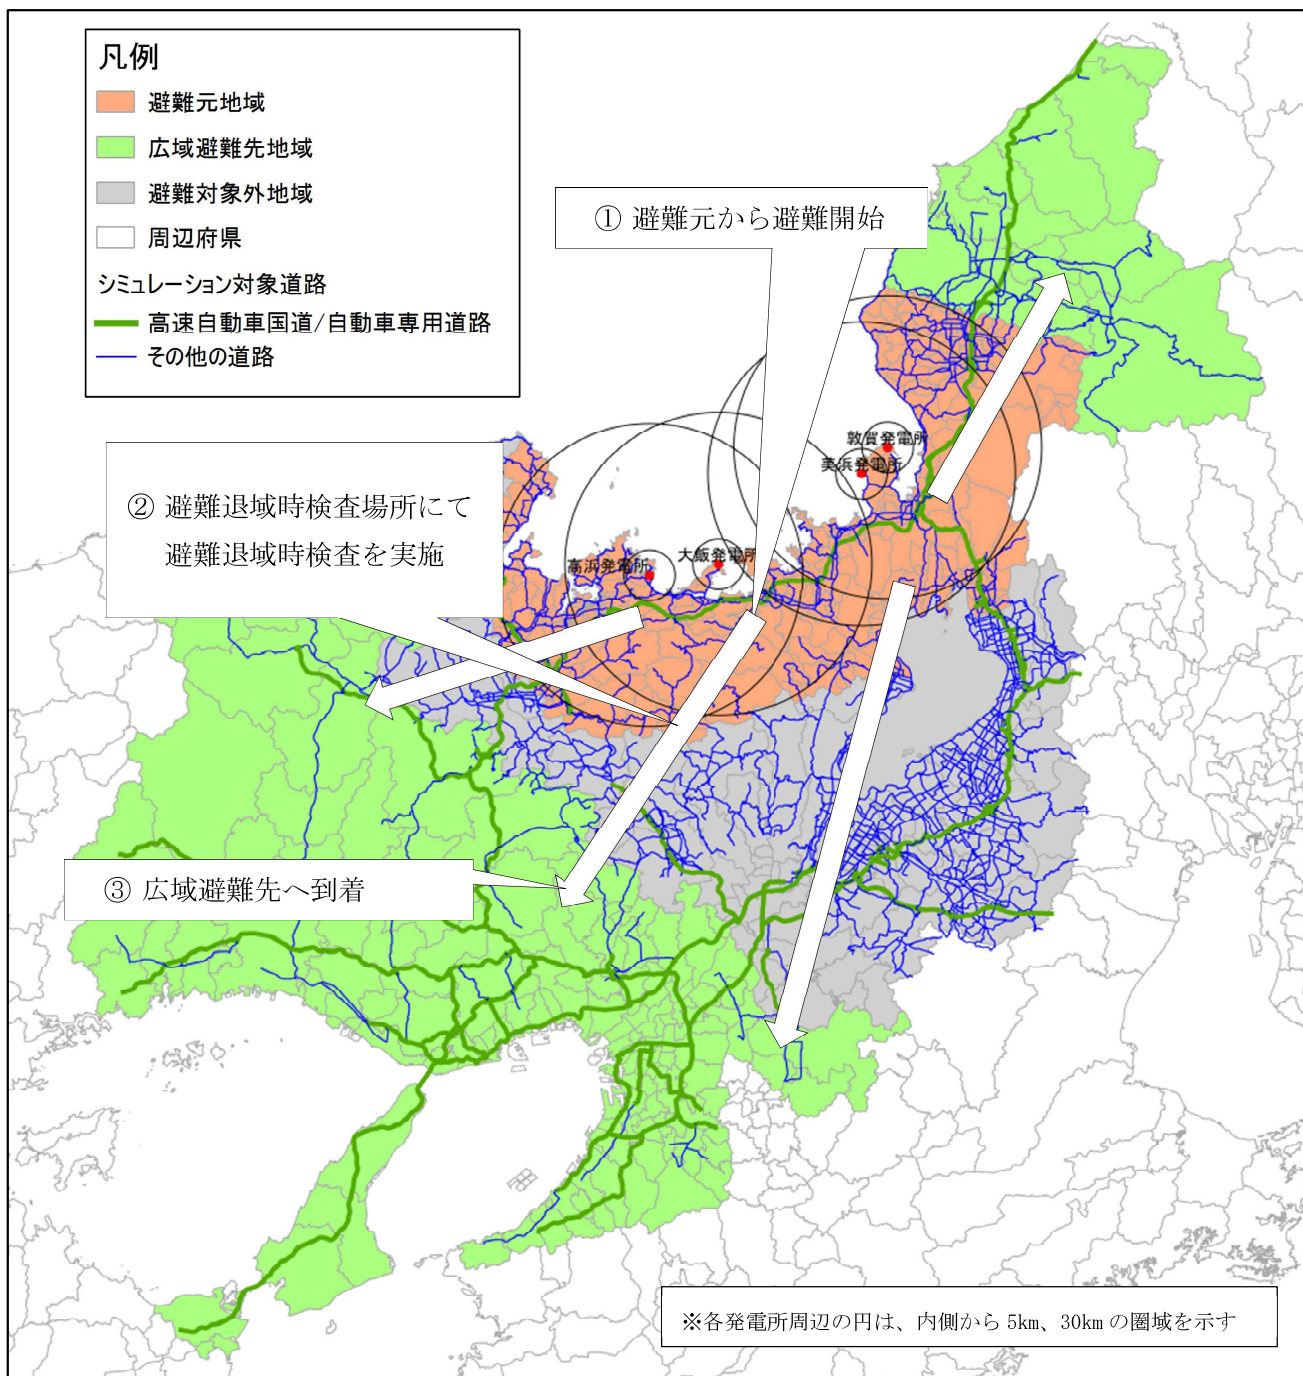 凡例
避難元地域
広域避難先地域
避難対象外地域
周辺府県
シミュレーション対象道路
高速自動車国道/自動車専用道路
その他の道路
① 避難元から避難開始
敦賀発電所
美浜発電所
② 避難退域時検査場所にて
避難退域時検査を実施
大飯発電所
高浜発電所
③ 広域避難先へ到着
※各発電所周辺の円は、内側から 5km、30km の圏域を示す